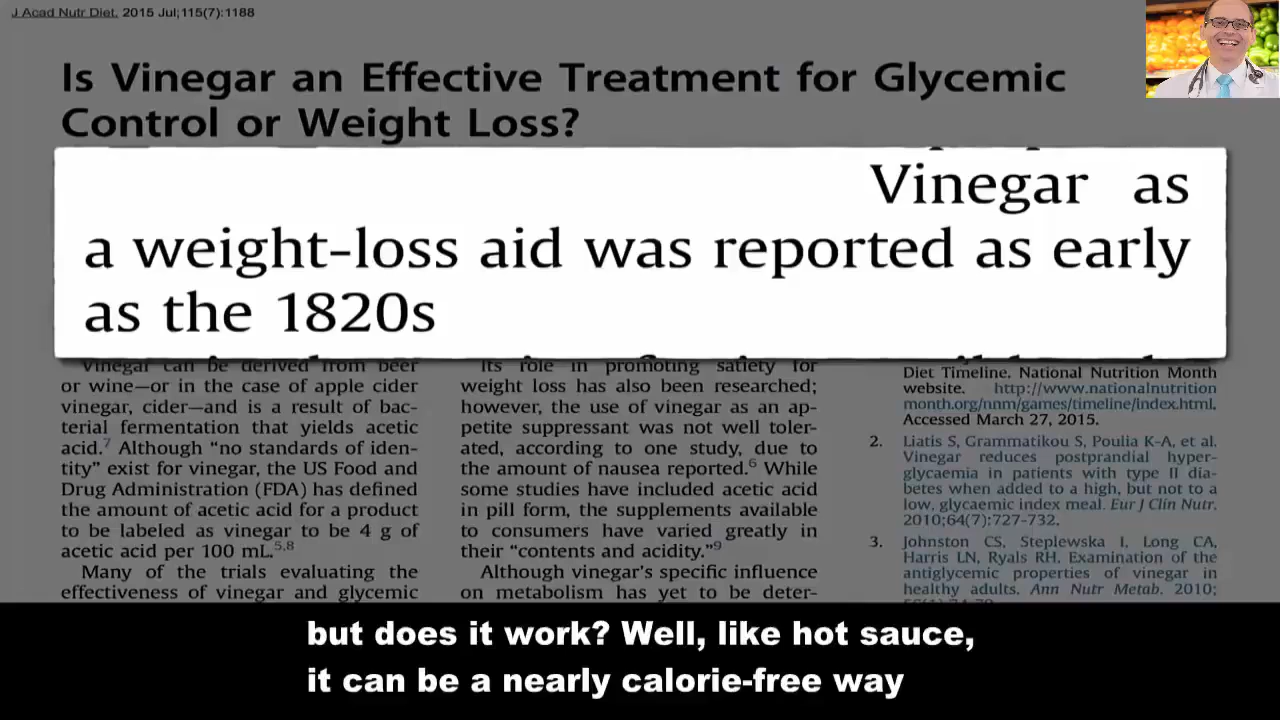 J Acad Nutr Diet. 2015 Jul;115(7):1188
Is Vinegar an Effective Treatment for Glycemic
Control or Weight Loss?
Vinegar as
a weight-loss aid was reported as early
as the 1820s
Vinegar can be derived from beer
or wine—or in the case of apple cider
vinegar, cider—and is a result of bac-
terial fermentation that yields acetic
acid.7 Although “no standards of iden-
tity” exist for vinegar, the US Food and
Drug Administration (FDA) has defined
the amount of acetic acid for a product
to be labeled as vinegar to be 4 g of
acetic acid per 100 mL.5,8
Many of the trials evaluating the
effectiveness of vinegar and glycemic
Its role in promoting satiety for
weight loss has also been researched;
however, the use of vinegar as an ap-
petite suppressant was not well toler-
ated, according to one study, due to
the amount of nausea reported.6 While
some studies have included acetic acid
in pill form, the supplements available
to consumers have varied greatly in
their “contents and acidity.”9
Although vinegar’s specific influence
on metabolism has yet to be deter-
Diet Timeline. National Nutrition Month
website. http://www.nationalnutrition
month.org/nnm/games/timeline/index.html.
Accessed March 27, 2015.
2. Liatis S, Grammatikou S, Poulia K-A, et al.
Vinegar reduces postprandial hyper-
glycaemia in patients with type II dia-
betes when added to a high, but not to a
low, glycaemic index meal. Eur J Clin Nutr.
2010;64(7):727-732.
3. Johnston CS, Steplewska I, Long CA,
Harris LN, Ryals RH. Examination of the
antiglycemic properties of vinegar in
healthy adults. Ann Nutr Metab. 2010;
but does it work? Well, like hot sauce,
it can be a nearly calorie-free way